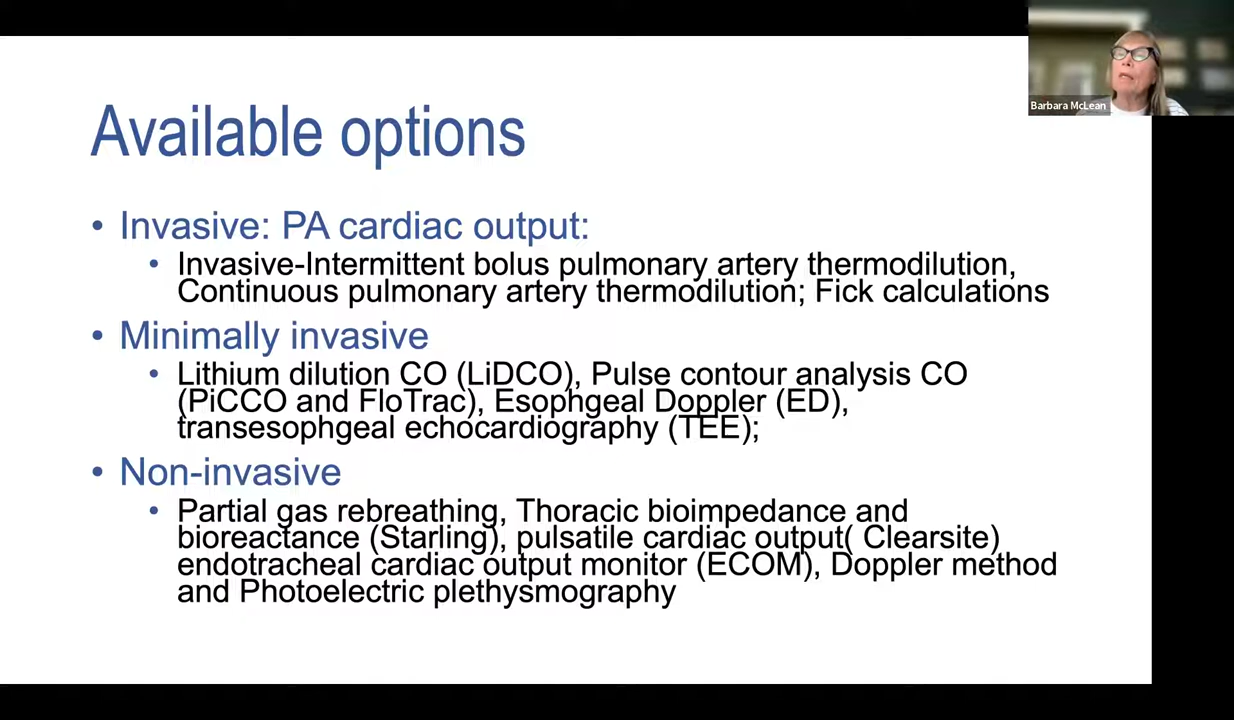 Barbara McLean
Available options
• Invasive: PA cardiac output:
• Invasive-Intermittent bolus pulmonary artery thermodilution,
Continuous pulmonary artery thermodilution; Fick calculations
• Minimally invasive
• Lithium dilution CO (LiDCO), Pulse contour analysis CO
(PiCCO and FloTrac), Esophgeal Doppler (ED),
transesophgeal echocardiography (TEE);
• Non-invasive
• Partial gas rebreathing, Thoracic bioimpedance and
bioreactance (Starling), pulsatile cardiac output( Clearsite)
endotracheal cardiac output monitor (ECOM), Doppler method
and Photoelectric plethysmography